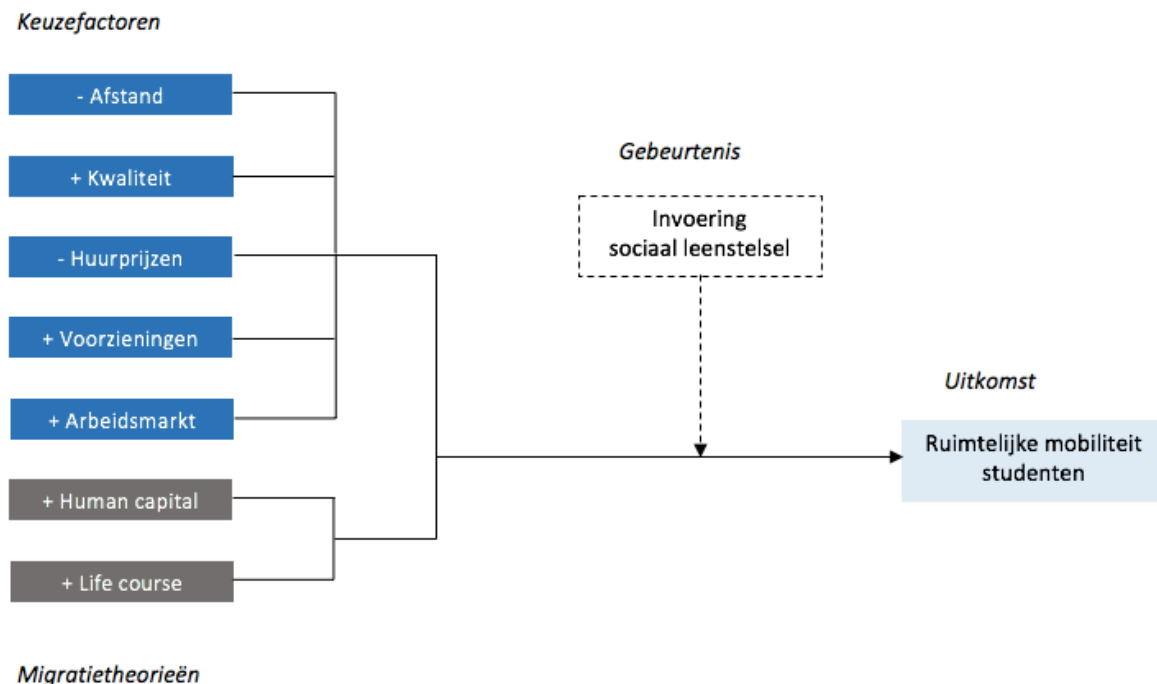 Keuzefactoren
- Afstand
+ Kwaliteit
- Huurprijzen
+ Voorzieningen
+ Arbeidsmarkt
+ Human capital
+ Life course
Migratietheorieën
Gebeurtenis
Invoering
sociaal leenstelsel
Uitkomst
Ruimtelijke mobiliteit
studenten